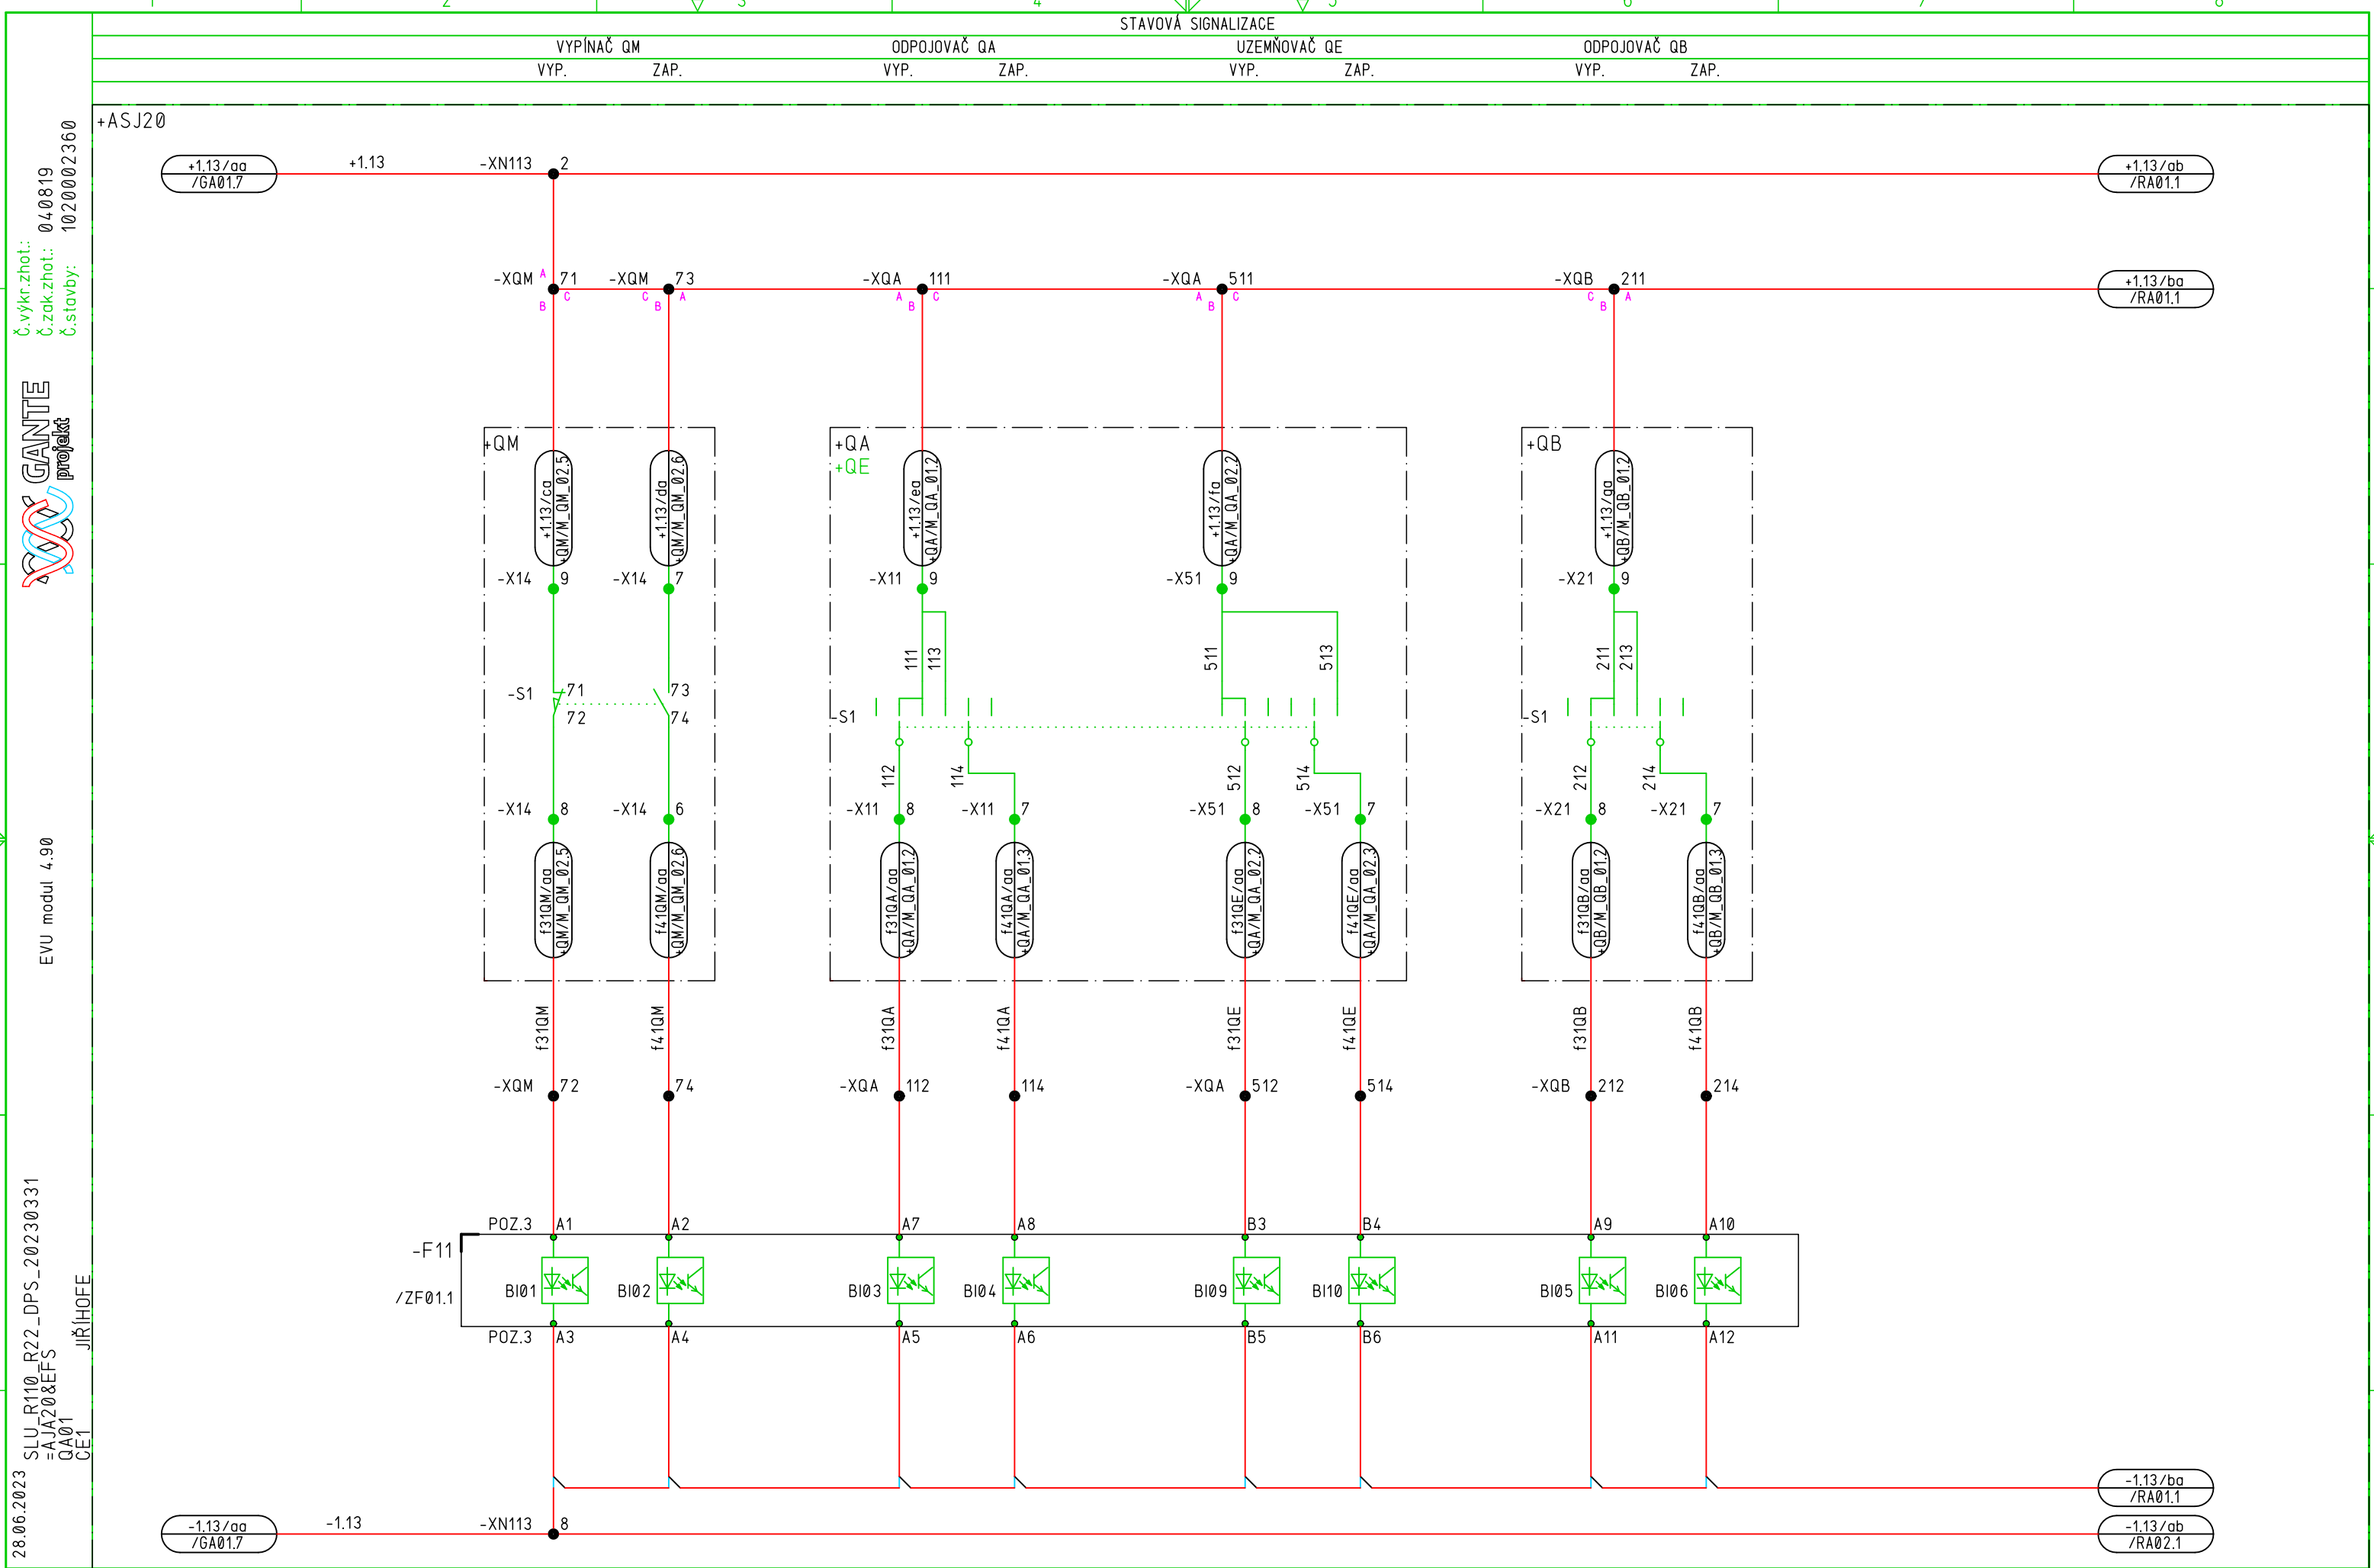 1 2 3 4 5 6 7 8
STAVOVÁ SIGNALIZACE
VYPÍNAČ QM ODPOJOVAČ QA UZEMŇOVAČ QE ODPOJOVAČ QB
VYP. ZAP. VYP. ZAP. VYP. ZAP. VYP. ZAP.
+ASJ20
+1.13/aa
/GA01.7
+1.13 -XN113 2
+1.13/ab
/RA01.1
-XQM A 71 -XQM 73 -XQA 111 -XQA 511 -XQB 211
B C C B A A B C A B C C B A
+1.13/ba
/RA01.1
+QM +QA +QB
+QE
+1.13/ca
+QM/M_QM_02.5
+1.13/da
+QM/M_QM_02.6
+1.13/ea
+QA/M_QA_01.2
+1.13/fa
+QA/M_QA_02.2
+1.13/ga
+QB/M_QB_01.2
-X14 9 -X14 7 -X11 9 -X51 9 -X21 9
111 113 511 513 211 213
-S1 71 73
72 74
-S1 -S1
112 114 512 514 212 214
-X14 8 -X14 6 -X11 8 -X11 7 -X51 8 -X51 7 -X21 8 -X21 7
f31QM/aa
+QM/M_QM_02.5
f41QM/aa
+QM/M_QM_02.6
f31QA/aa
+QA/M_QA_01.2
f41QA/aa
+QA/M_QA_01.3
f31QE/aa
+QA/M_QA_02.2
f41QE/aa
+QA/M_QA_02.3
f31QB/aa
+QB/M_QB_01.2
f41QB/aa
+QB/M_QB_01.3
f31QM f41QM f31QA f41QA f31QE f41QE f31QB f41QB
-XQM 72 74 -XQA 112 114 -XQA 512 514 -XQB 212 214
POZ.3 A1 A2 A7 A8 B3 B4 A9 A10
-F11
/ZF01.1
BI01 BI02 BI03 BI04 BI09 BI10 BI05 BI06
POZ.3 A3 A4 A5 A6 B5 B6 A11 A12
-1.13/ba
/RA01.1
-1.13/aa
/GA01.7
-1.13 -XN113 8
-1.13/ab
/RA02.1
Č.výkr.zhot.:
Č.zak.zhot.: 040819
Č.stavby: 1020002360
GANTE
projekt
EVU modul 4.90
SLU_R110_R22_DPS_20230331
=AJA20&EFS
QA01
CE1 JIŘÍHOFE
28.06.2023